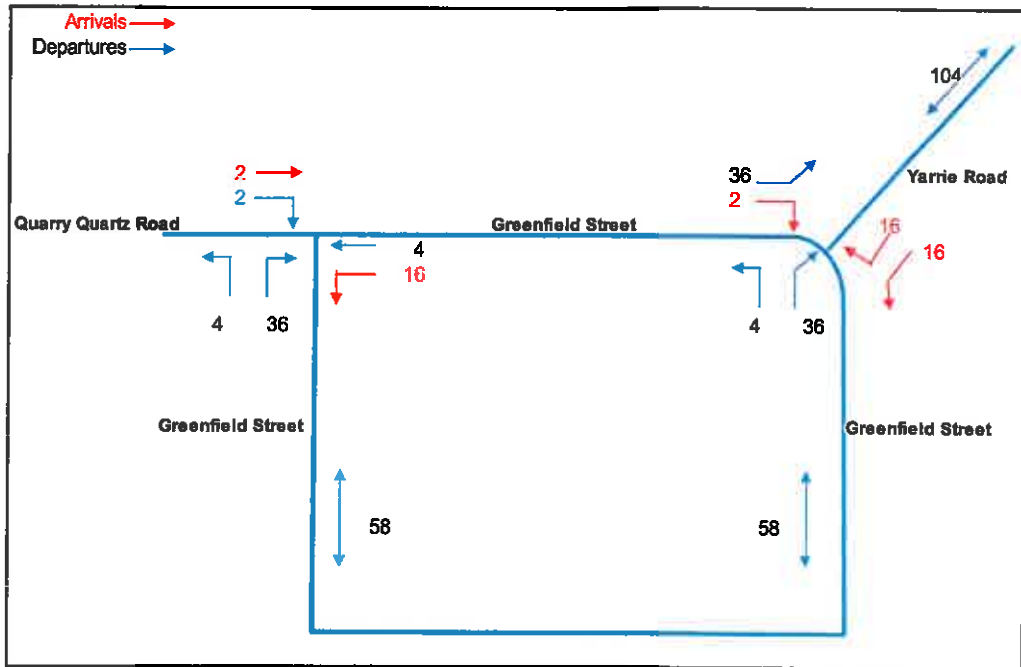 Arrivals
Departures
104
2
2
36
2
Yarrie Road
Quarry Quartz Road
Greenfield Street
4
16
16
16
4
36
4
36
Greenfield Street
Greenfield Street
58
58